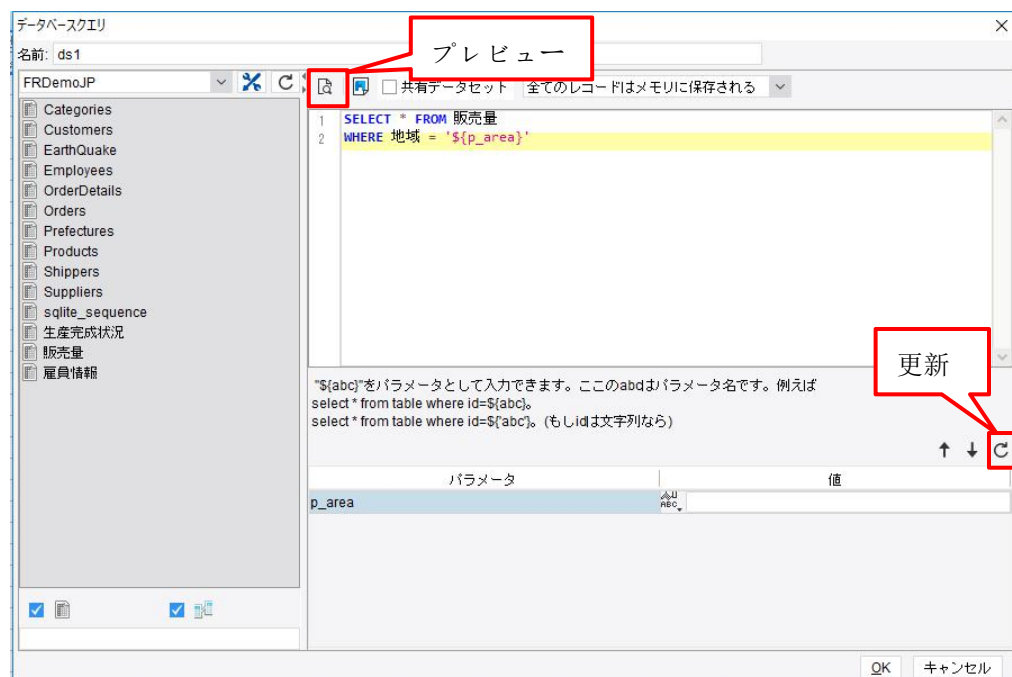 データベースクエリ
名前: ds1
プレビュー
FRDemoJP
共有データセット 全てのレコードはメモリに保存される
Categories
Customers
EarthQuake
Employees
OrderDetails
Orders
Prefectures
Products
Shippers
Suppliers
sqlite_sequence
生産完成状況
販売量
雇員情報
1 SELECT * FROM 販売量
2 WHERE 地域 = '${p_area}'
更新
"${abc}"をパラメータとして入力できます。ここのabcはパラメータ名です。例えば
select * from table where id=${abc}。
select * from table where id=${'abc'}。(もしidは文字列なら)
パラメータ 値
p_area ABC
OK キャンセル